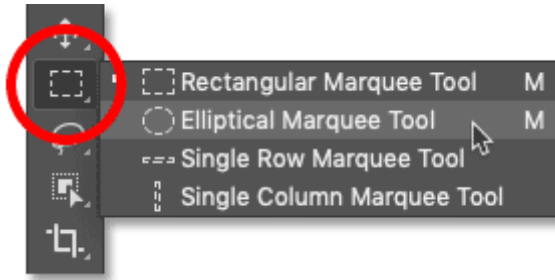 Rectangular Marquee Tool M
Elliptical Marquee Tool M
Single Row Marquee Tool
Single Column Marquee Tool